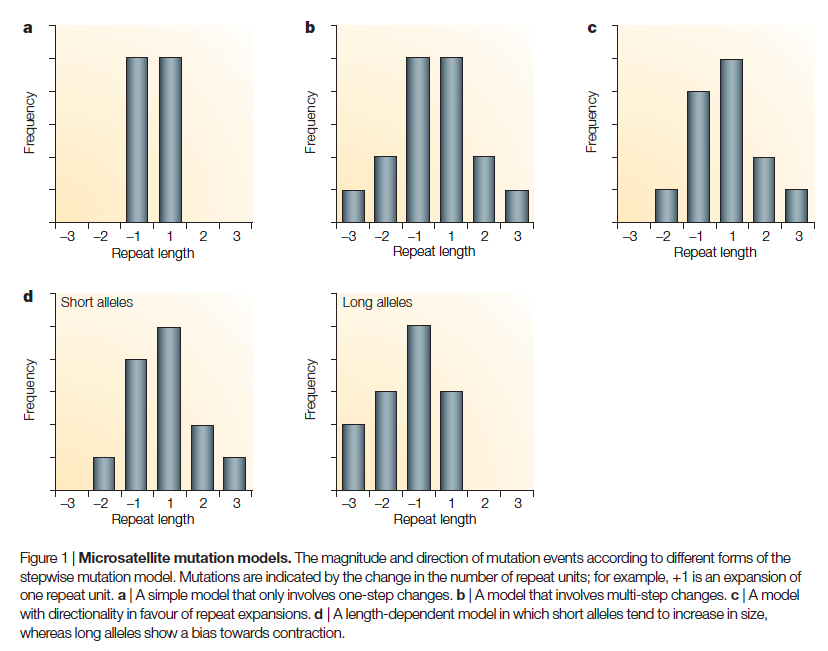 a
Frequency
–3 –2 –1 1 2 3
Repeat length
b
Frequency
–3 –2 –1 1 2 3
Repeat length
c
Frequency
–3 –2 –1 1 2 3
Repeat length
d
Short alleles
Frequency
–3 –2 –1 1 2 3
Repeat length
Long alleles
Frequency
–3 –2 –1 1 2 3
Repeat length
Figure 1 | Microsatellite mutation models. The magnitude and direction of mutation events according to different forms of the
stepwise mutation model. Mutations are indicated by the change in the number of repeat units; for example, +1 is an expansion of
one repeat unit. a | A simple model that only involves one-step changes. b | A model that involves multi-step changes. c | A model
with directionality in favour of repeat expansions. d | A length-dependent model in which short alleles tend to increase in size,
whereas long alleles show a bias towards contraction.